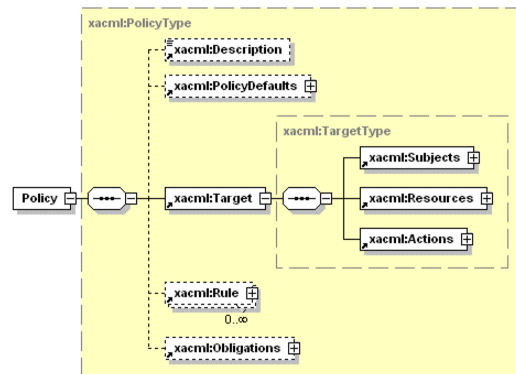 xacml:PolicyType
xacml:Description
xacml:PolicyDefaults
xacml:TargetType
xacml:Subjects
Policy
xacml:Target
xacml:Resources
xacml:Actions
xacml:Rule
0..∞
xacml:Obligations